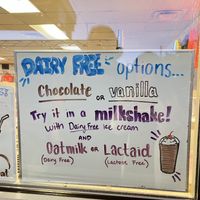 DAIRY FREE options...
Chocolate OR vanilla
Try it in a milkshake!
with Dairy Free ice cream
AND
Oatmilk OR Lactaid
(Dairy Free) (Lactose Free)